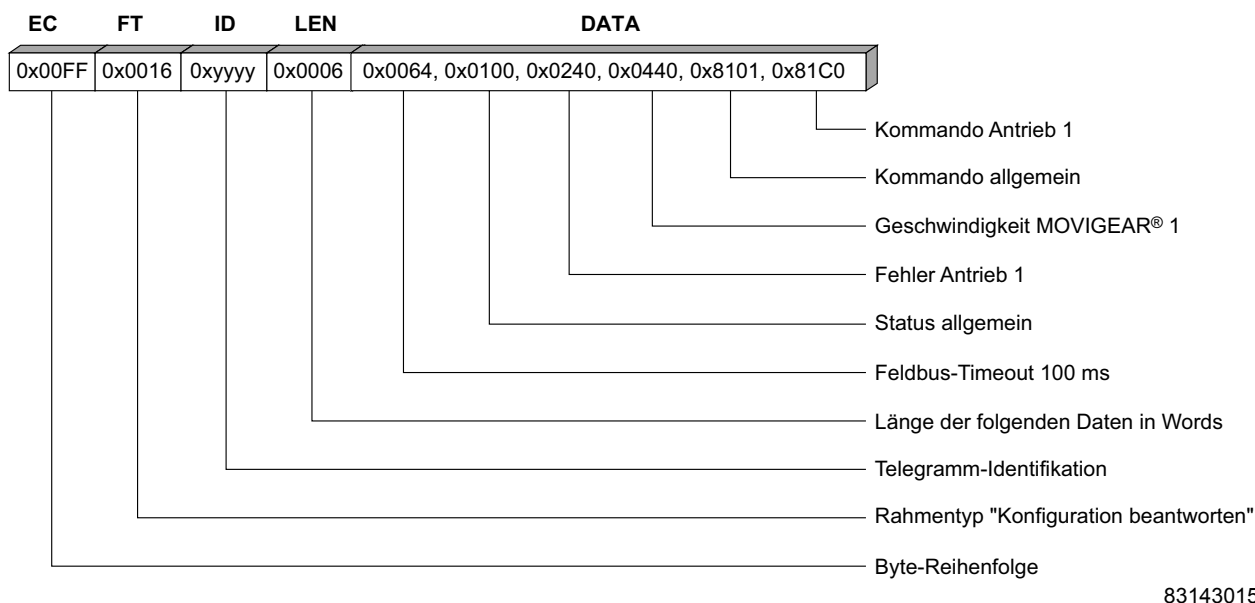 EC FT ID LEN DATA
0x00FF 0x0016 0xyyyy 0x0006 0x0064, 0x0100, 0x0240, 0x0440, 0x8101, 0x81C0
Kommando Antrieb 1
Kommando allgemein
Geschwindigkeit MOVIGEAR® 1
Fehler Antrieb 1
Status allgemein
Feldbus-Timeout 100 ms
Länge der folgenden Daten in Words
Telegramm-Identifikation
Rahmentyp "Konfiguration beantworten"
Byte-Reihenfolge
83143015